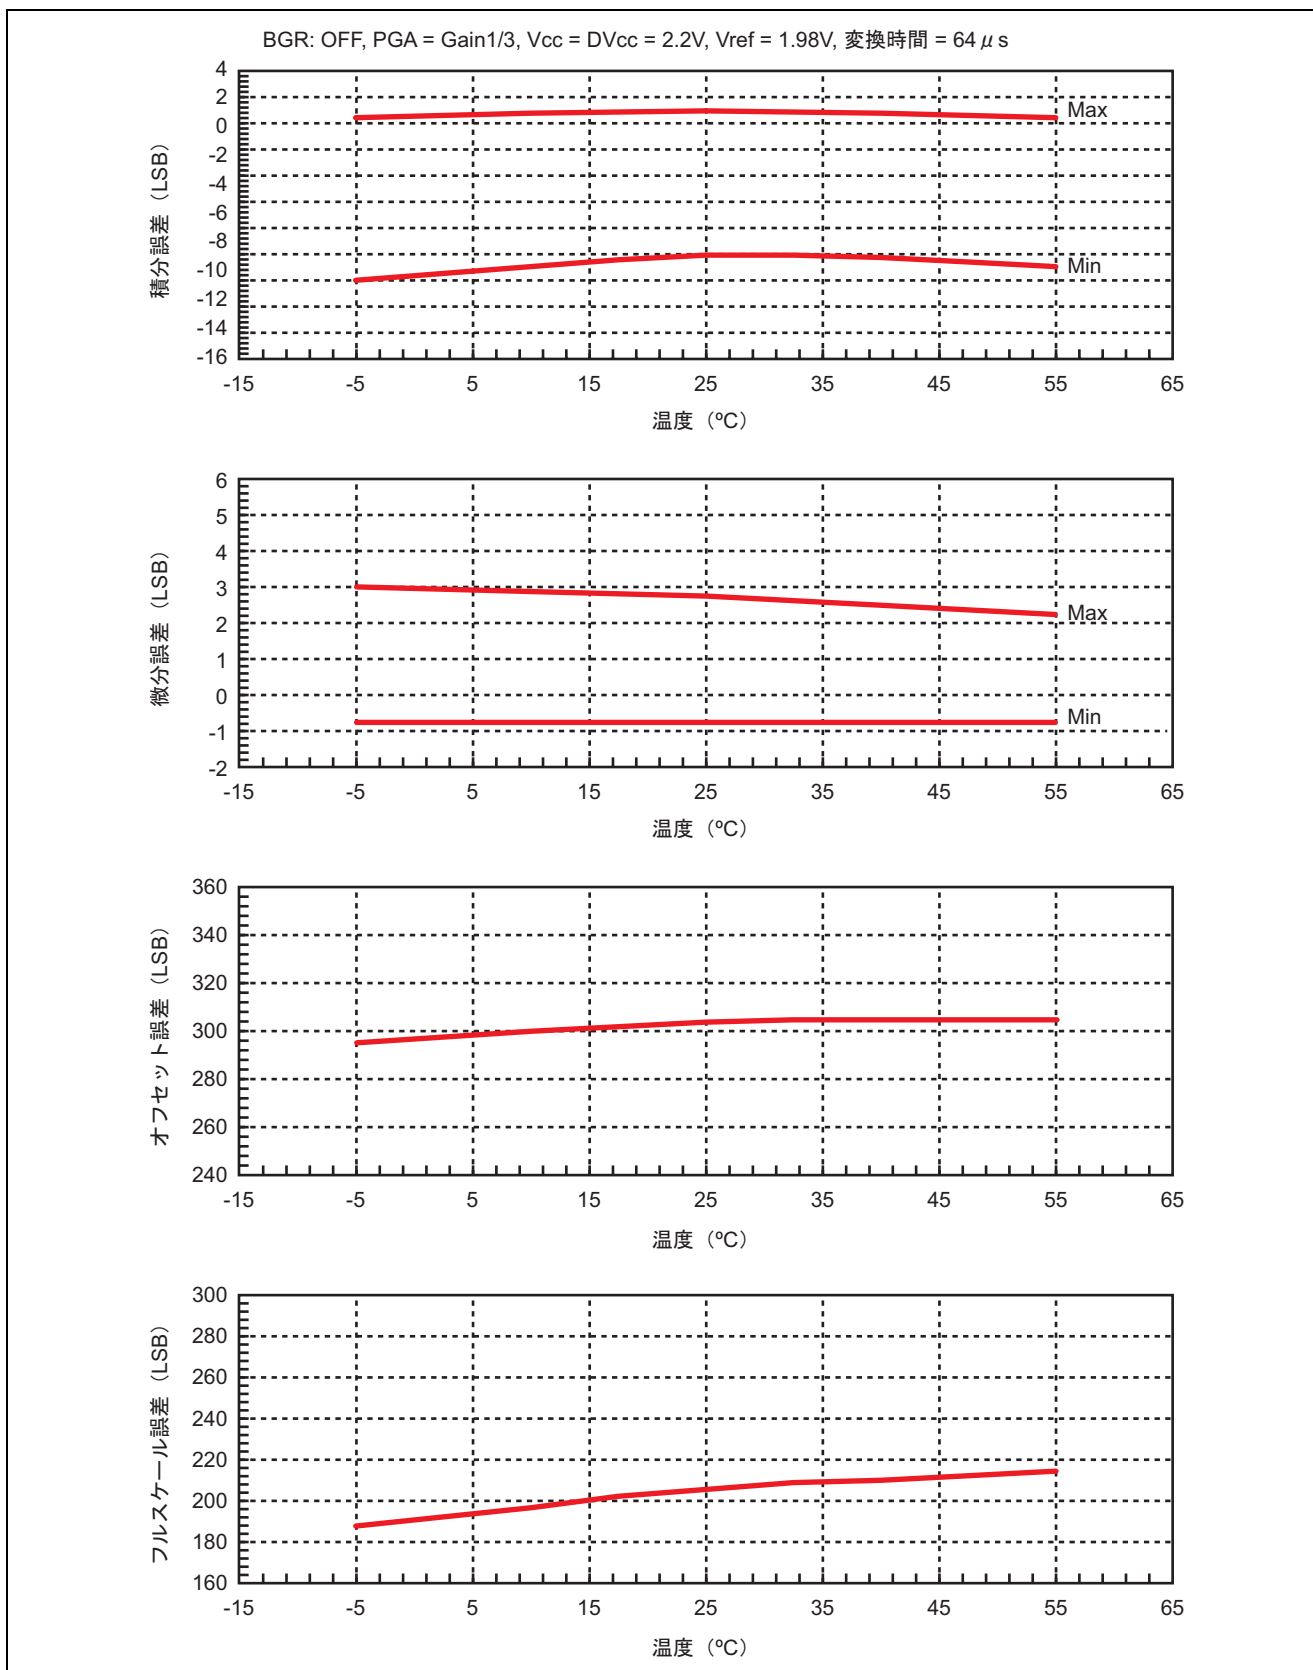 BGR: OFF, PGA = Gain1/3, Vcc = DVcc = 2.2V, Vref = 1.98V, 変換時間 = 64 μ s
積分誤差（LSB）
4
2
0
-2
-4
-6
-8
-10
-12
-14
-16
Max
Min
-15 -5 5 15 25 35 45 55 65
温度（ºC）
微分誤差（LSB）
6
5
4
3
2
1
0
-1
-2
Max
Min
-15 -5 5 15 25 35 45 55 65
温度（ºC）
オフセット誤差（LSB）
360
340
320
300
280
260
240
-15 -5 5 15 25 35 45 55 65
温度（ºC）
フルスケール誤差（LSB）
300
280
260
240
220
200
180
160
-15 -5 5 15 25 35 45 55 65
温度（ºC）